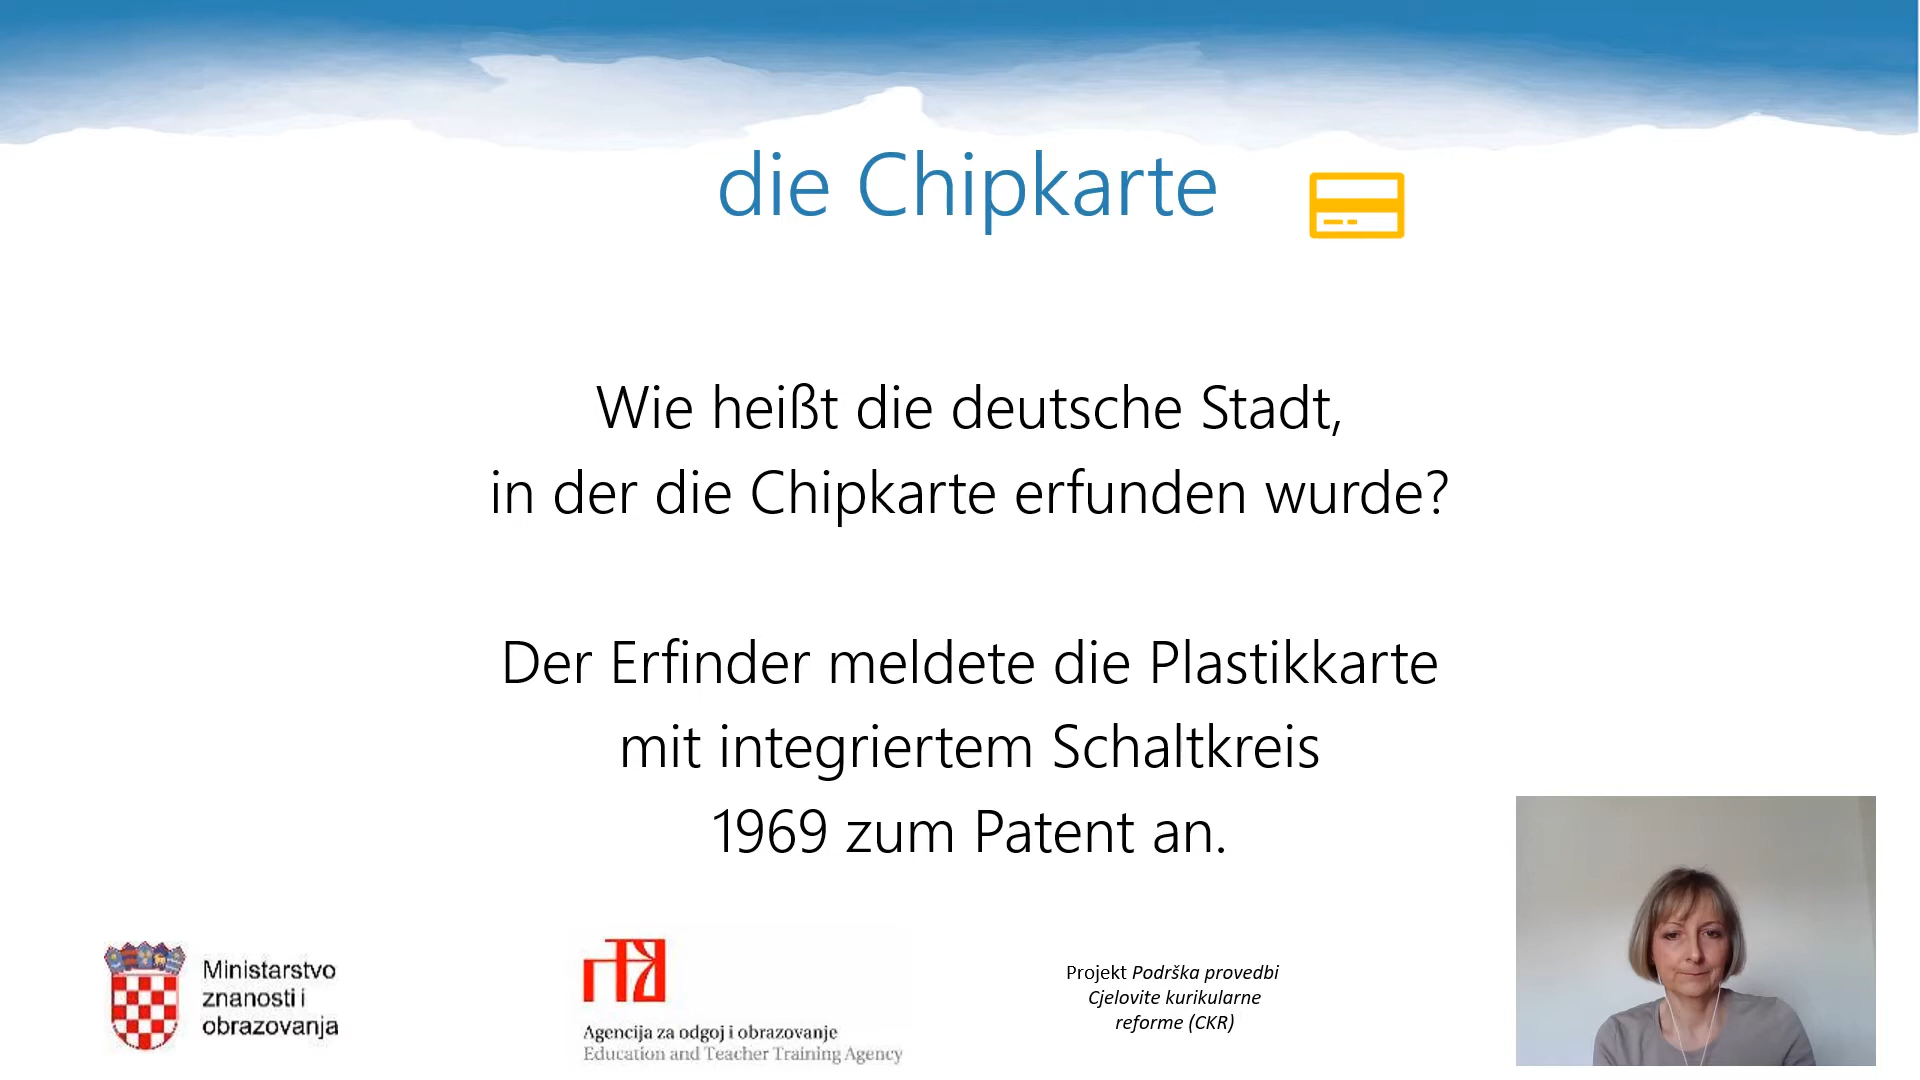 die Chipkarte
Wie heißt die deutsche Stadt,
in der die Chipkarte erfunden wurde?
Der Erfinder meldete die Plastikkarte
mit integriertem Schaltkreis
1969 zum Patent an.
Ministarstvo
znanosti i
obrazovanja
Agencija za odgoj i obrazovanje
Education and Teacher Training Agency
Projekt Podrška provedbi
Cjelovite kurikularne
reforme (CKR)